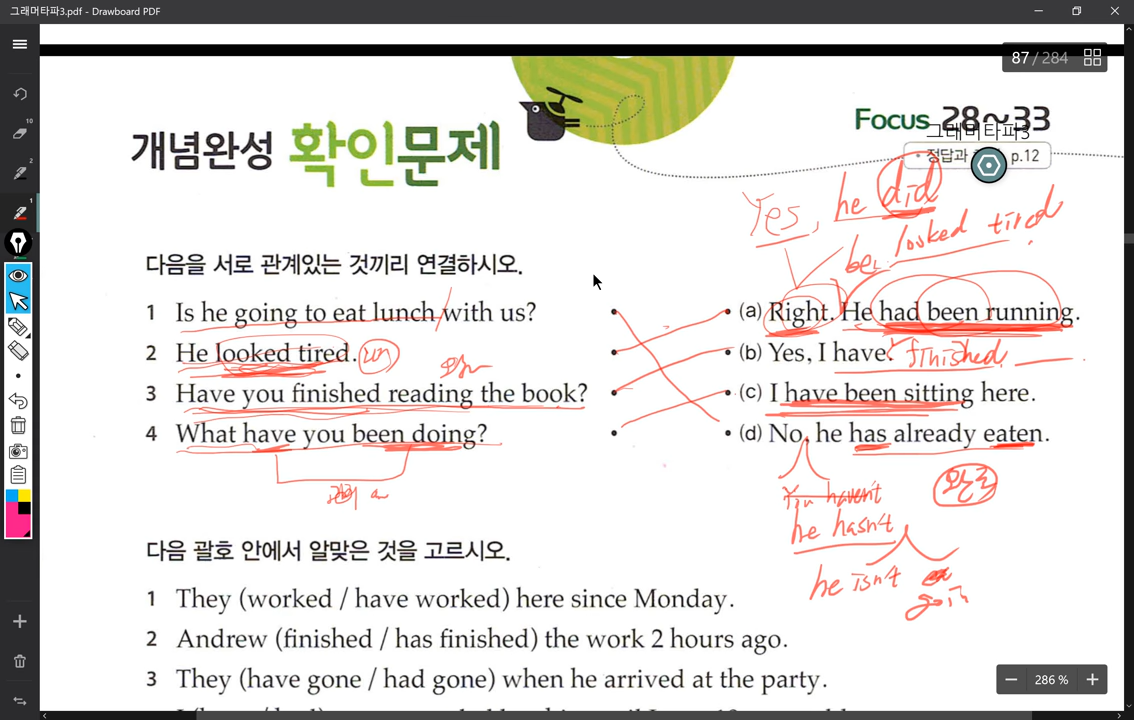 그래머타파3.pdf - Drawboard PDF
87 / 284
개념완성 확인문제
Focus 28~33
그래머타파3
정답과 p.12
Yes, he did
looked tired
다음을 서로 관계있는 것끼리 연결하시오.
1 Is he going to eat lunch with us?
(a) Right. He had been running.
2 He looked tired.
(b) Yes, I have. finished
3 Have you finished reading the book?
(c) I have been sitting here.
4 What have you been doing?
(d) No, he has already eaten.
완료
haven't
he hasn't
he isn't
goin
다음 괄호 안에서 알맞은 것을 고르시오.
1 They (worked / have worked) here since Monday.
2 Andrew (finished / has finished) the work 2 hours ago.
3 They (have gone / had gone) when he arrived at the party.
286 %